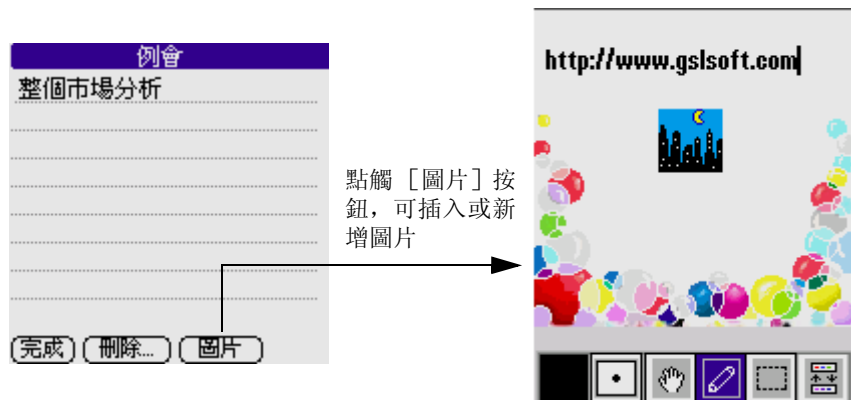 例會
整個市場分析
點觸［圖片］按
鈕，可插入或新
增圖片
完成 刪除... 圖片
http://www.gslsoft.com